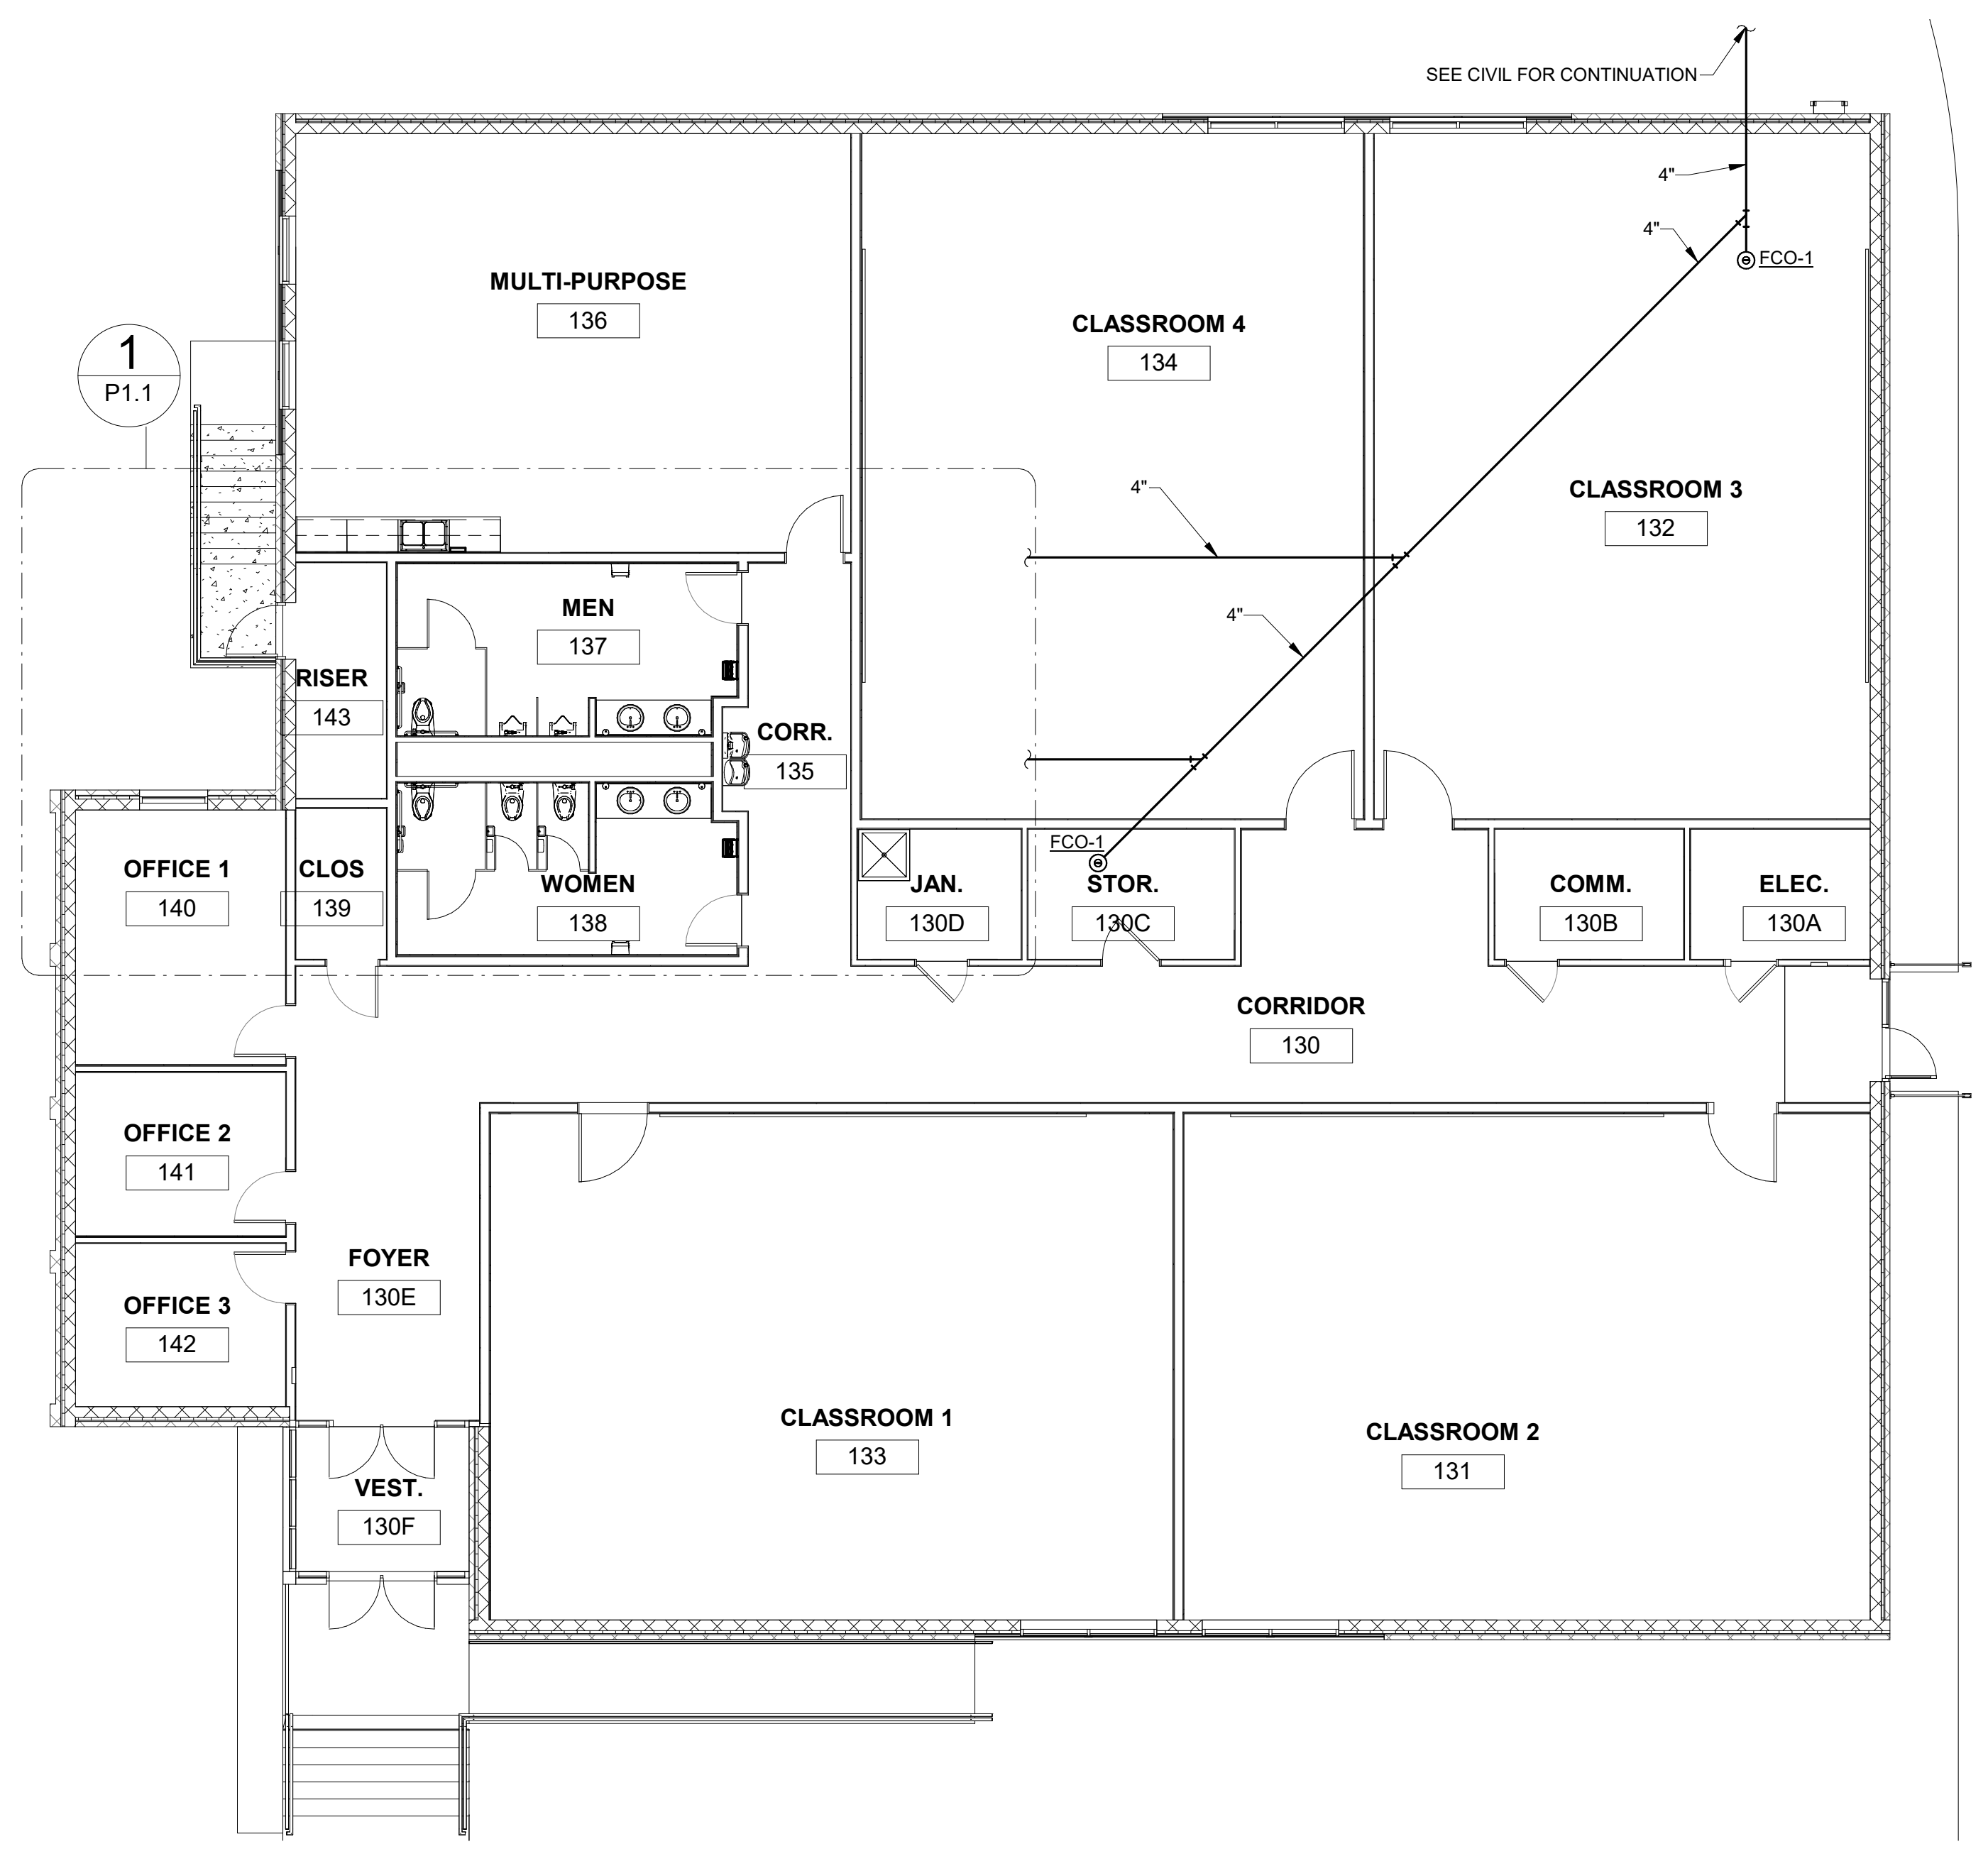 SEE CIVIL FOR CONTINUATION
4"
4"
FCO-1
MULTI-PURPOSE
136
CLASSROOM 4
134
1
P1.1
4"
CLASSROOM 3
132
MEN
137
4"
RISER
143
CORR.
135
FCO-1
OFFICE 1
140
CLOS
139
WOMEN
138
JAN.
130D
STOR.
130C
COMM.
130B
ELEC.
130A
CORRIDOR
130
OFFICE 2
141
FOYER
130E
OFFICE 3
142
CLASSROOM 1
133
CLASSROOM 2
131
VEST.
130F